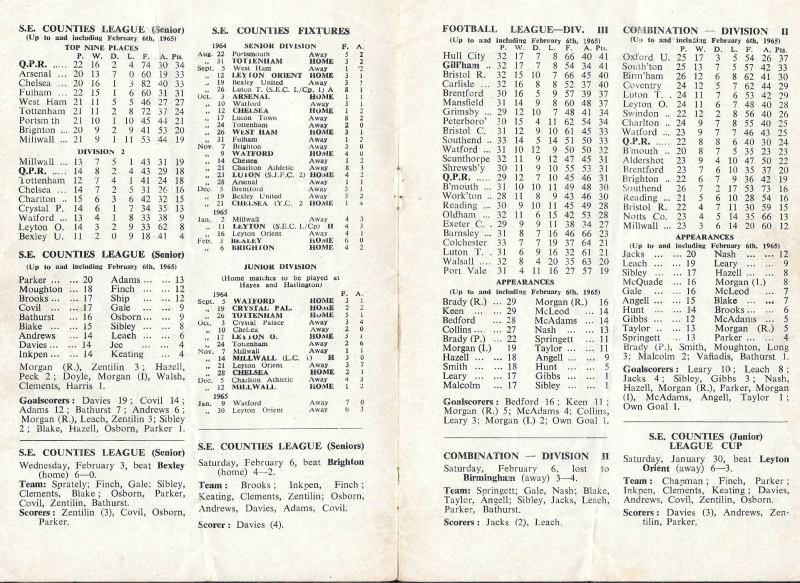 S.E. COUNTIES LEAGUE (Senior)
(Up to and including February 6th, 1965)
TOP NINE PLACES
P. W. D. L. F. A. Pts.
Q.P.R. ... 22 16 2 4 74 30 34
Arsenal ... 20 13 7 0 60 19 33
Chelsea ... 20 16 1 3 82 40 33
Fulham ... 22 15 1 6 60 31 31
West Ham 21 11 5 5 46 27 27
Tottenham 21 11 2 8 72 37 24
Portsm th 21 10 1 10 45 44 21
Brighton ... 20 9 2 9 41 53 20
Millwall ... 21 9 1 11 53 44 19
DIVISION 2
Millwall ... 13 7 5 1 43 31 19
Q.P.R. ... 14 8 2 4 43 29 18
Tottenham 12 7 4 1 41 24 18
Chelsea ... 14 7 2 5 31 26 16
Charlton ... 15 6 3 6 42 32 15
Crystal P. 14 6 1 7 34 35 13
Watford ... 13 4 1 8 33 38 9
Leyton O. 14 3 2 9 33 62 8
Bexley U. 11 2 0 9 18 41 4
S.E. COUNTIES LEAGUE (Senior)
(Up to and including February 6th, 1965)
Parker ... 20 Adams ... 13
Moughton ... 18 Finch ... 12
Brooks ... 17 Ship ... 12
Covil ... 17 Gale ... 9
Bathurst ... 16 Osborn ... 9
Blake ... 15 Sibley ... 8
Andrews ... 14 Leach ... 6
Davies ... 14 Jee ... 4
Inkpen ... 14 Keating ... 4
Morgan (R.), Zentilin 3; Hazell,
Peck 2; Doyle, Morgan (I), Walsh,
Clements, Harris 1.
Goalscorers: Davies 19; Covil 14;
Adams 12; Bathurst 7; Andrews 6;
Morgan (R.), Leach, Zentilin 3; Sibley
2; Blake, Hazell, Osborn, Parker 1.
S.E. COUNTIES LEAGUE (Senior)
Wednesday, February 3, beat Bexley
(home) 6—0.
Team: Sprately; Finch, Gale; Sibley,
Clements, Blake; Osborn, Parker,
Covil, Zentilin, Bathurst.
Scorers: Zentilin (3), Covil, Osborn,
Parker.
S.E. COUNTIES FIXTURES
1964 SENIOR DIVISION F. A.
Aug. 22 Portsmouth Away 5 2
„ 31 TOTTENHAM HOME 3 2
Sept. 5 West Ham Away
„ 12 LEYTON ORIENT HOME 3 1
„ 19 Bexley United Away 3 7
„ 26 Luton T. (S.E.C. L/Cp. 1) A 8 1
Oct. 3 ARSENAL HOME 1 1
„ 10 Watford Away 3 1
„ 12 CHELSEA HOME
„ 17 Luton Town Away 8 2
„ 24 Tottenham Away 2 0
„ 26 WEST HAM HOME 3 1
„ 31 Fulham Away 1 2
Nov. 7 Brighton Away 3 0
„ 9 WATFORD HOME 4 0
„ 14 Chelsea Away 1 2
„ 21 Charlton Athletic Away 8 3
„ 23 LUTON (S.J.F.C. 2) HOME 4 2
„ 28 Arsenal Away 1 1
Dec. 5 Brentford Away 5 1
„ 19 Bexley United Away 5 2
„ 21 CHELSEA (Y.C. 2 HOME 1
1965
Jan. 2 Millwall Away 4 3
„ 11 LEYTON (S.E.C. L/Cp) H 4 3
„ 16 Leyton Orient Away 4 1
Feb. 3 BEXLEY HOME 6 0
„ 6 BRIGHTON HOME 4 2
JUNIOR DIVISION
(Home matches to be played at
Hayes and Harlington)
1964 F. A.
Sept. 5 WATFORD HOME 3 1
„ 19 CRYSTAL PAL. HOME 2 2
„ 26 TOTTENHAM HOME
Oct. 3 Crystal Palace Away 3 4
„ 10 Chelsea Away 2 0
„ 17 LEYTON O. HOME 5 1
„ 24 Tottenham Away 2 6
Nov. 7 Millwall Away 1 1
„ 14 MILLWALL (L.C. ) H 3 0
„ 21 Leyton Orient Away 3 7
„ 28 CHELSEA HOME 2 1
Dec. 5 Charlton Athletic Away 4 3
„ 12 MILLWALL HOME 1 2
1965
Jan. 9 Watford Away 7 0
„ 30 Leyton Orient Away 6 3
S.E. COUNTIES LEAGUE (Seniors)
Saturday, February 6, beat Brighton
(home) 4—2.
Team: Brooks; Inkpen, Finch;
Keating, Clements, Zentilin; Osborn,
Andrews, Davies, Adams, Covil.
Scorer: Davies (4).
FOOTBALL LEAGUE—DIV. III
(Up to and including February 6th, 1965)
P. W. D. L. F. A. Pts.
Hull City 32 17 7 8 66 40 41
Gill'ham ... 32 17 7 8 54 34 41
Bristol R. 32 15 10 7 66 45 40
Carlisle ... 32 16 8 8 52 37 40
Brentford 30 16 5 9 57 39 37
Mansfield 31 14 9 8 60 48 37
Grimsby ... 29 12 10 7 48 41 34
Peterboro' 30 15 4 11 62 54 34
Bristol C. 31 12 9 10 61 45 33
Southend ... 33 14 5 14 51 50 33
Watford ... 31 10 12 9 50 50 32
Scunthorpe 32 11 9 12 47 45 31
Shrewsb'y 30 11 9 10 55 53 31
Q.P.R. ... 29 12 7 10 45 46 31
B'mouth ... 31 10 10 11 49 48 30
Work'ton ... 28 11 8 9 43 46 30
Reading ... 30 9 11 10 45 49 28
Oldham ... 32 11 6 15 42 53 28
Exeter C. ... 29 9 9 11 38 34 27
Barnsley ... 31 8 7 16 46 66 23
Colchester 33 7 7 19 37 64 21
Luton T. ... 31 6 9 16 32 61 21
Walsall ... 32 8 4 20 35 63 20
Port Vale 31 4 11 16 27 57 19
APPEARANCES
(Up to and including February 6th, 1965)
Brady (R.) ... 29 Morgan (R.) 16
Keen ... 29 McLeod ... 14
Bedford ... 28 McAdams ... 14
Collins ... 27 Nash ... 13
Brady (P.) ... 22 Springett ... 11
Morgan (I.) 19 Taylor ... 11
Hazell ... 18 Angell ... 9
Smith ... 18 Hunt ... 5
Leary ... 17 Gibbs ... 1
Malcolm ... 17 Sibley ... 1
Goalscorers: Bedford 16; Keen 11;
Morgan (R.) 5; McAdams 4; Collins,
Leary 3; Morgan (I.) 2; Own Goal 1.
COMBINATION — DIVISION II
Saturday, February 6, lost to
Birmingham (away) 3—4.
Team: Springett; Gale, Nash; Blake,
Taylor, Angell; Sibley, Jacks, Leach,
Parker, Bathurst.
Scorers: Jacks (2), Leach.
COMBINATION — DIVISION II
(Up to and including February 6th, 1965)
P. W. D. L. F. A. Pts.
Oxford U. 25 17 3 5 54 26 37
South'ton 25 13 7 5 57 42 33
Birm'ham 26 12 6 8 62 41 30
Coventry 24 12 5 7 62 44 29
Luton T. ... 24 11 7 6 53 42 29
Leyton O. 24 11 6 7 48 40 28
Swindon ... 22 12 2 8 56 40 26
Charlton ... 24 9 8 7 55 40 25
Watford ... 23 9 7 7 46 43 25
Q.P.R. ... 22 8 8 6 40 30 24
B'mouth ... 20 8 7 5 35 23 23
Aldershot 23 9 4 10 47 50 22
Brentford 23 7 6 10 35 37 20
Brighton ... 22 6 7 9 36 42 19
Southend 26 7 2 17 53 73 16
Reading ... 21 5 6 10 28 54 16
Bristol R. 22 4 7 11 30 59 15
Notts Co. 23 4 5 14 35 66 13
Millwall ... 23 3 6 14 20 60 12
APPEARANCES
(Up to and including February 6th, 1965)
Jacks ... 20 Nash ... 12
Leach ... 19 Leary ... 9
Sibley ... 17 Hazell ... 8
McQuade ... 16 Morgan (I.) 8
Gale ... 16 McLeod ... 7
Angell ... 15 Blake ... 7
Hunt ... 14 Brooks ... 6
Gibbs ... 12 McAdams ... 5
Taylor ... 13 Morgan (R.) 5
Springett ... 13 Parker ... 4
Brady (P.), Smith, Moughton, Long
3; Malcolm 2; Vafiadis, Bathurst 1.
Goalscorers: Leary 10; Leach 8;
Jacks 4; Sibley, Gibbs 3; Nash,
Hazell, Morgan (R.), Parker, Morgan
(I), McAdams, Angell, Taylor 1;
Own Goal 1.
S.E. COUNTIES (Junior)
LEAGUE CUP
Saturday, January 30, beat Leyton
Orient (away) 6—3.
Team: Chapman; Finch, Parker;
Inkpen, Clements, Keating; Davies,
Andrews, Covil, Zentilin, Osborn.
Scorers: Davies (3), Andrews, Zen-
tilin, Parker.